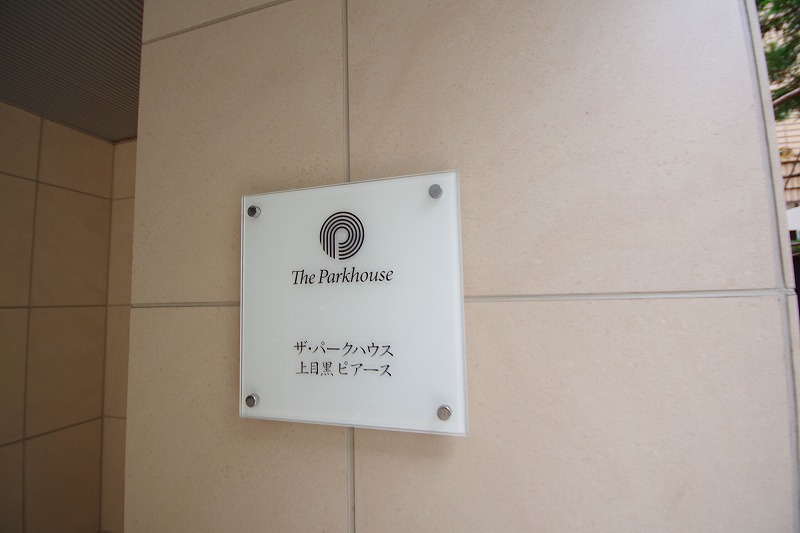 The Parkhouse
ザ・パークハウス
上目黒 ピアース